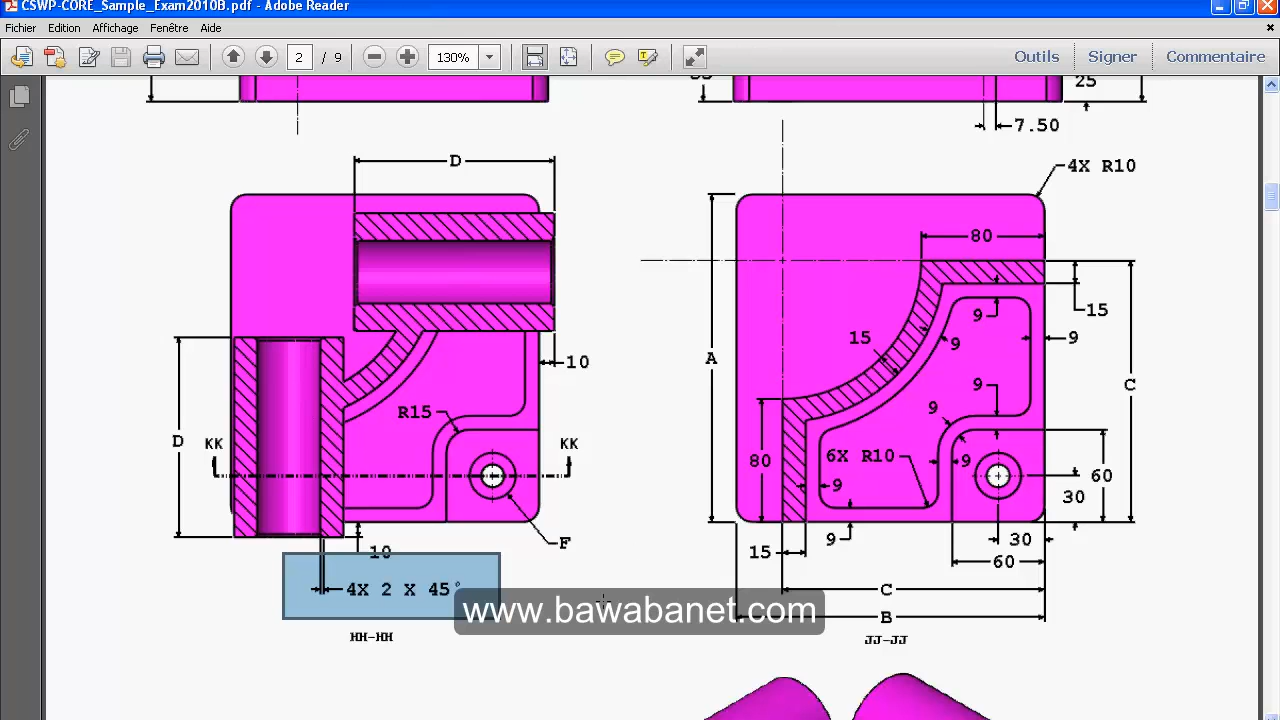 CSWP-CORE_Sample_Exam2010B.pdf - Adobe Reader
Fichier Edition Affichage Fenêtre Aide
2 / 9 130% Outils Signer Commentaire
25
7.50
D
4X R10
80
15
9
10
15
9
9
A
C
9
R15
9
D
KK
KK
6X R10
80
9
9
60
30
F
10
15
9
30
60
4X 2 X 45°
C
www.bawabanet.com
B
HH-HH
JJ-JJ